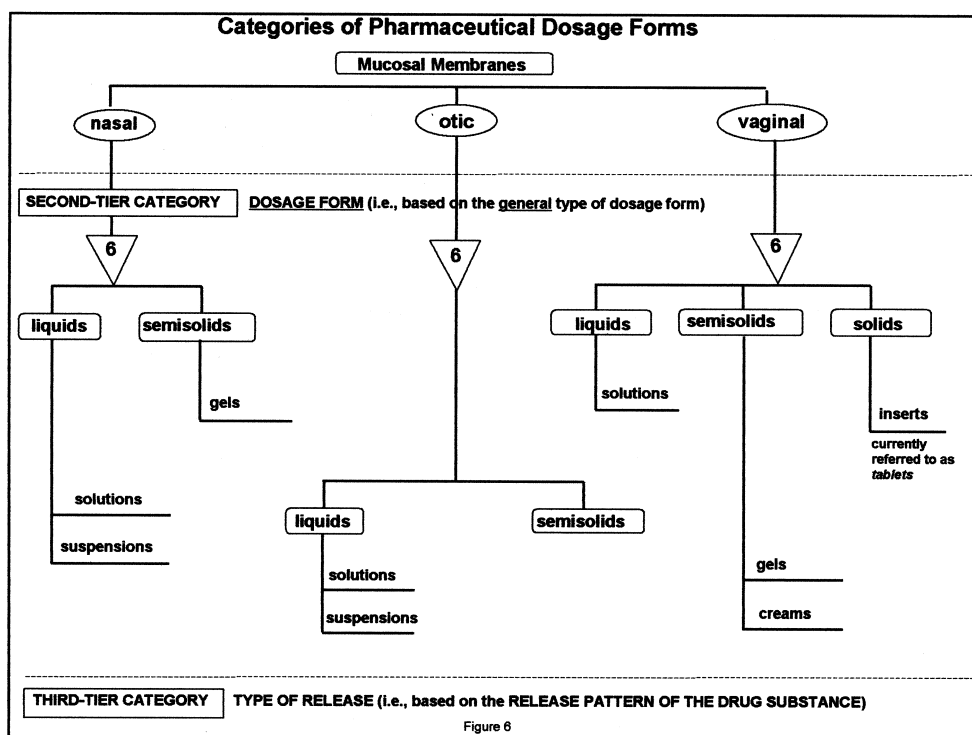 Categories of Pharmaceutical Dosage Forms
Mucosal Membranes
nasal
otic
vaginal
SECOND-TIER CATEGORY DOSAGE FORM (i.e., based on the general type of dosage form)
6
6
6
liquids
semisolids
gels
solutions
suspensions
liquids
semisolids
solutions
suspensions
liquids
semisolids
solids
solutions
inserts
currently
referred to as
tablets
gels
creams
THIRD-TIER CATEGORY TYPE OF RELEASE (i.e., based on the RELEASE PATTERN OF THE DRUG SUBSTANCE)
Figure 6